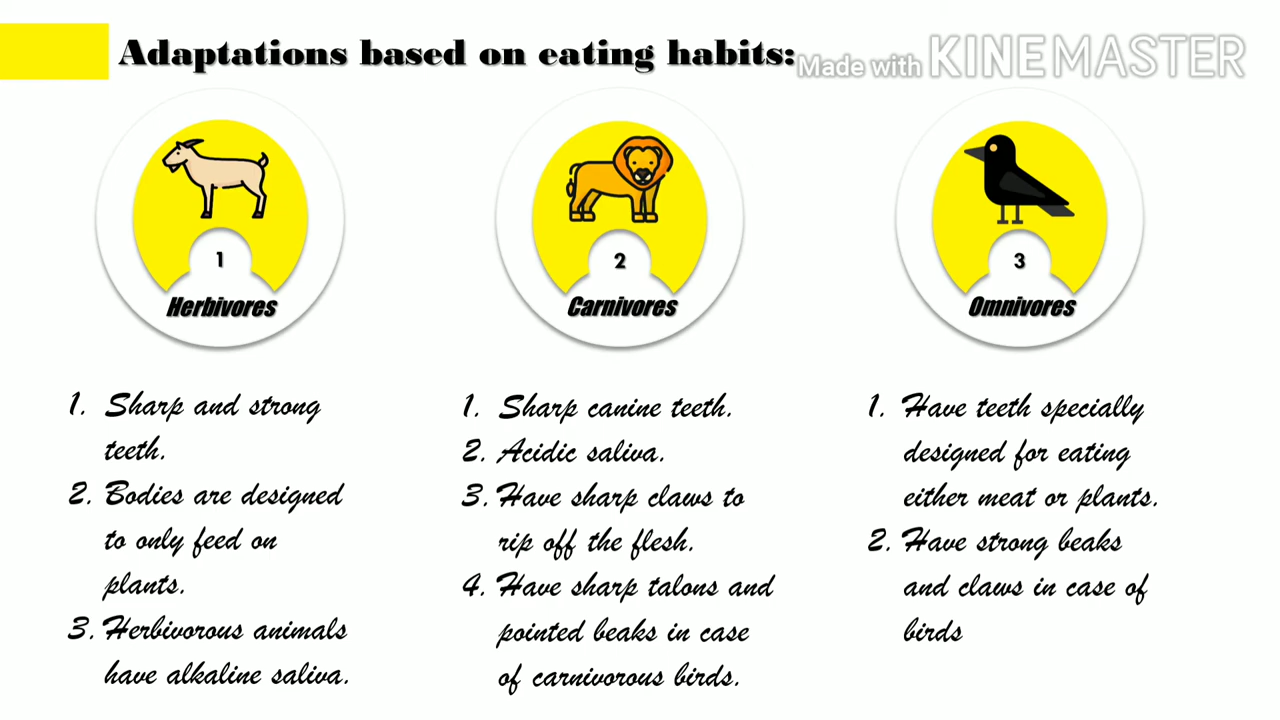 Adaptations based on eating habits:
Made with KINEMASTER
1
Herbivores
2
Carnivores
3
Omnivores
1. Sharp and strong
teeth.
2. Bodies are designed
to only feed on
plants.
3. Herbivorous animals
have alkaline saliva.
1. Sharp canine teeth.
2. Acidic saliva.
3. Have sharp claws to
rip off the flesh.
4. Have sharp talons and
pointed beaks in case
of carnivorous birds.
1. Have teeth specially
designed for eating
either meat or plants.
2. Have strong beaks
and claws in case of
birds